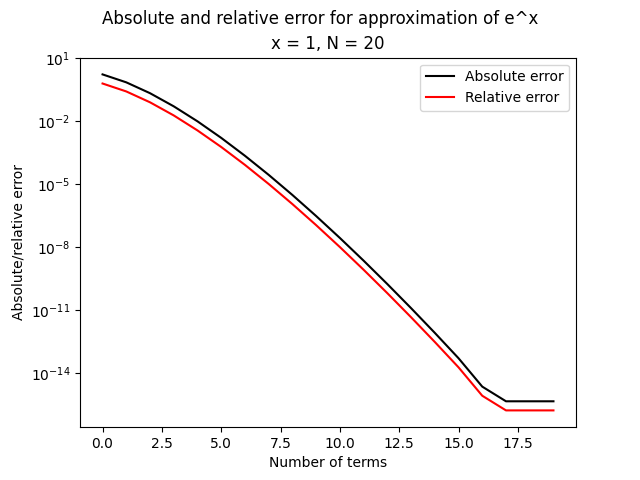 Absolute and relative error for approximation of e^x
x = 1, N = 20
Absolute error
Relative error
Absolute/relative error
10¹
10⁻²
10⁻⁵
10⁻⁸
10⁻¹¹
10⁻¹⁴
0.0 2.5 5.0 7.5 10.0 12.5 15.0 17.5
Number of terms